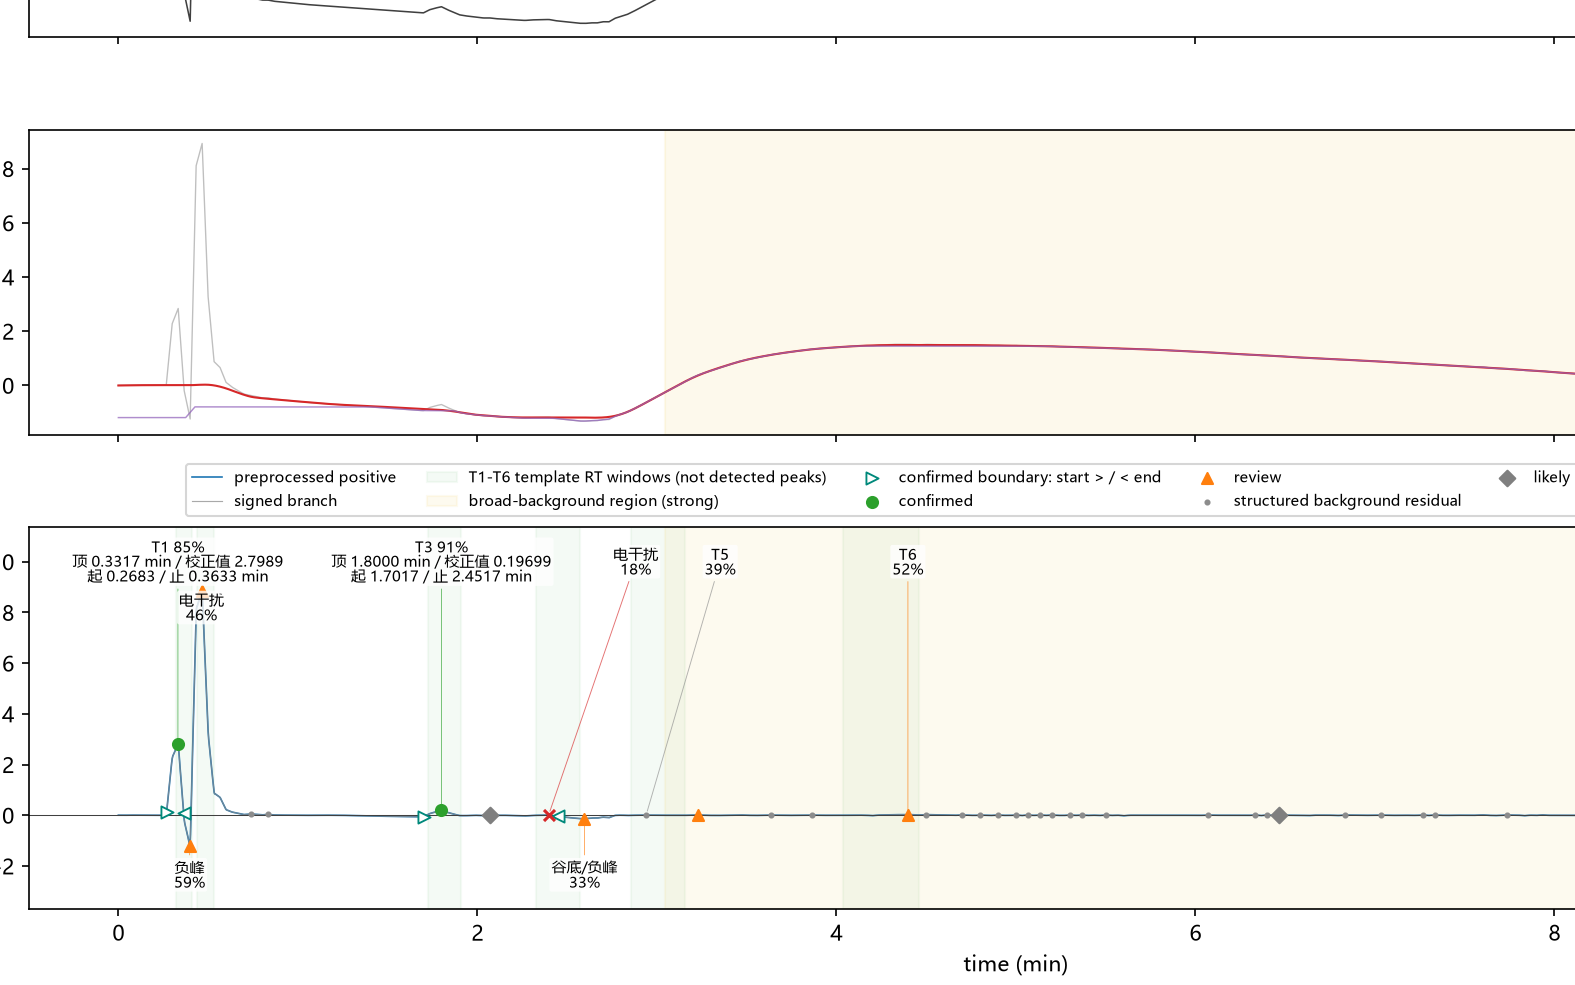 8
6
4
2
0
preprocessed positive
signed branch
T1-T6 template RT windows (not detected peaks)
broad-background region (strong)
confirmed boundary: start > / < end
confirmed
review
structured background residual
likely
0
8
6
4
2
0
2
T1 85%
顶 0.3317 min / 校正值 2.7989
起 0.2683 / 止 0.3633 min
电干扰
46%
T3 91%
顶 1.8000 min / 校正值 0.19699
起 1.7017 / 止 2.4517 min
电干扰
18%
T5
39%
T6
52%
负峰
59%
谷底/负峰
33%
0
2
4
6
8
time (min)